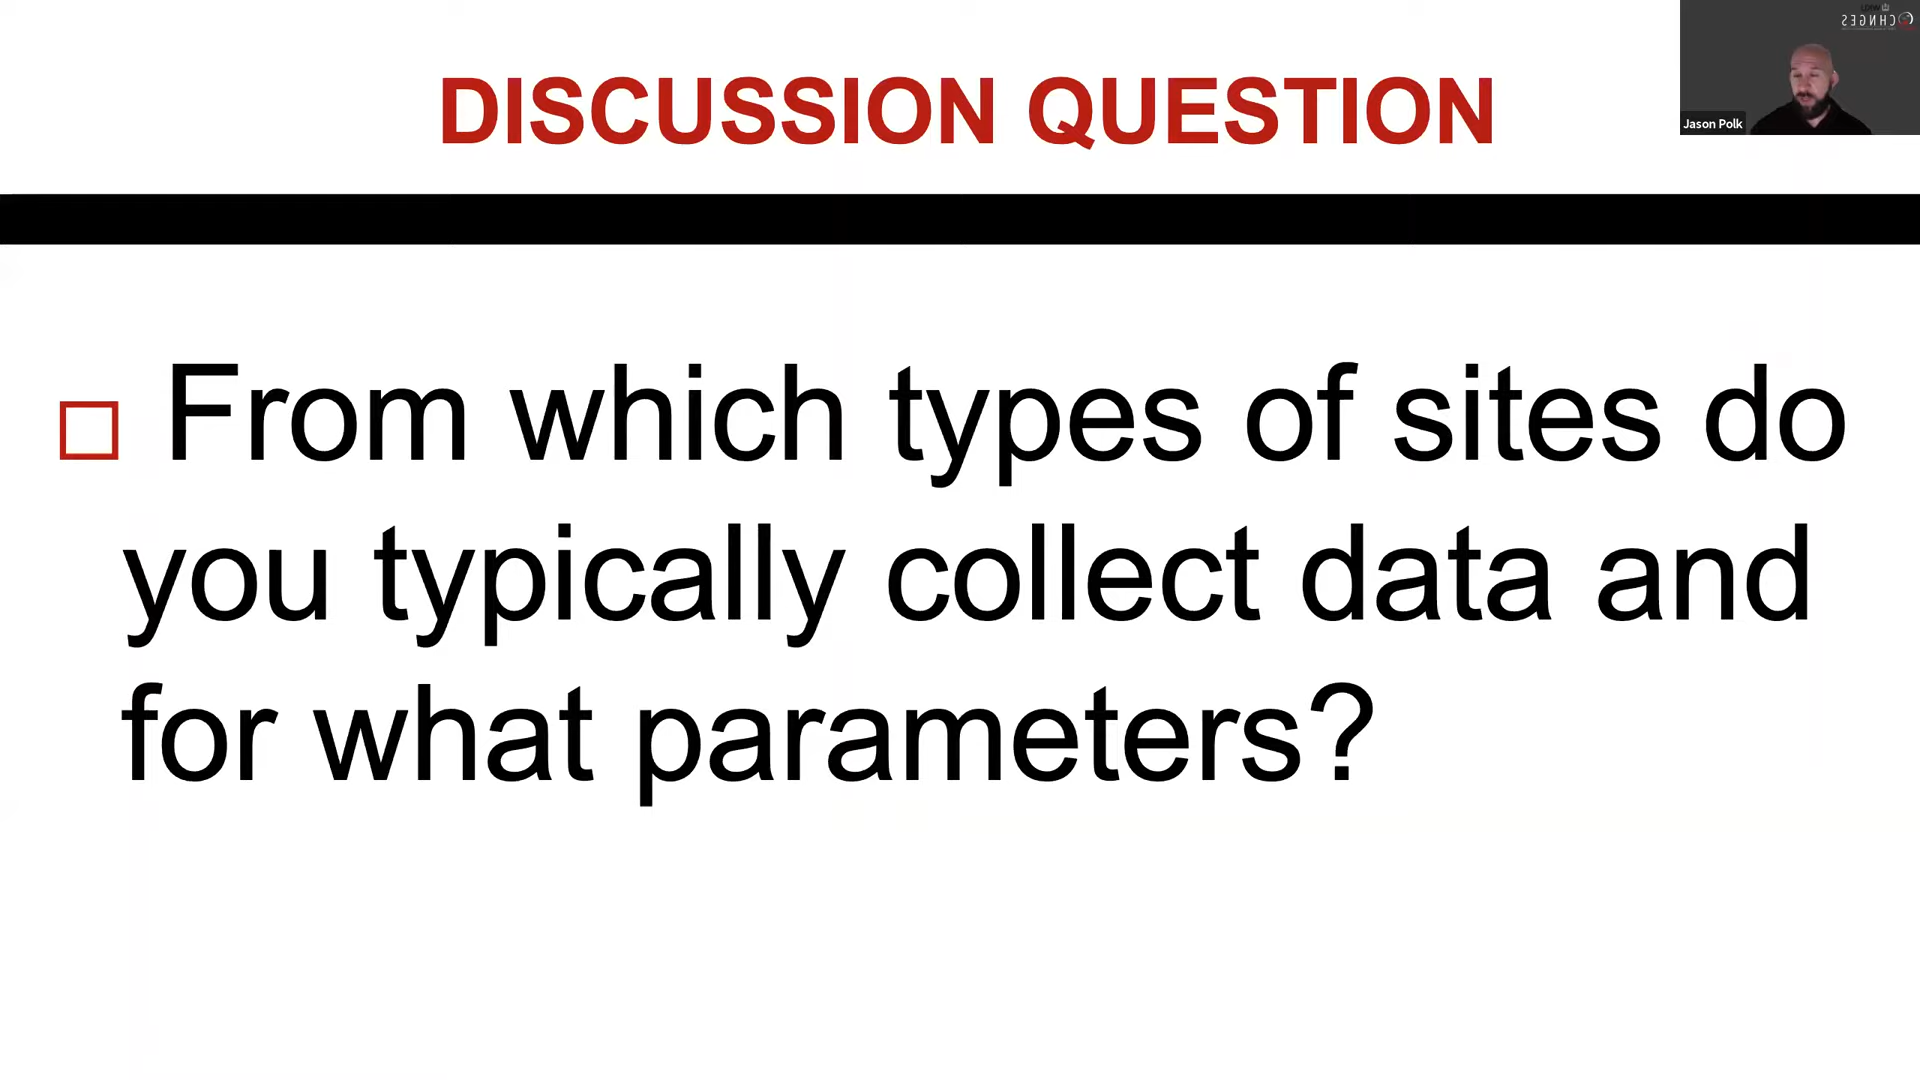 DISCUSSION QUESTION
Jason Polk
From which types of sites do
you typically collect data and
for what parameters?